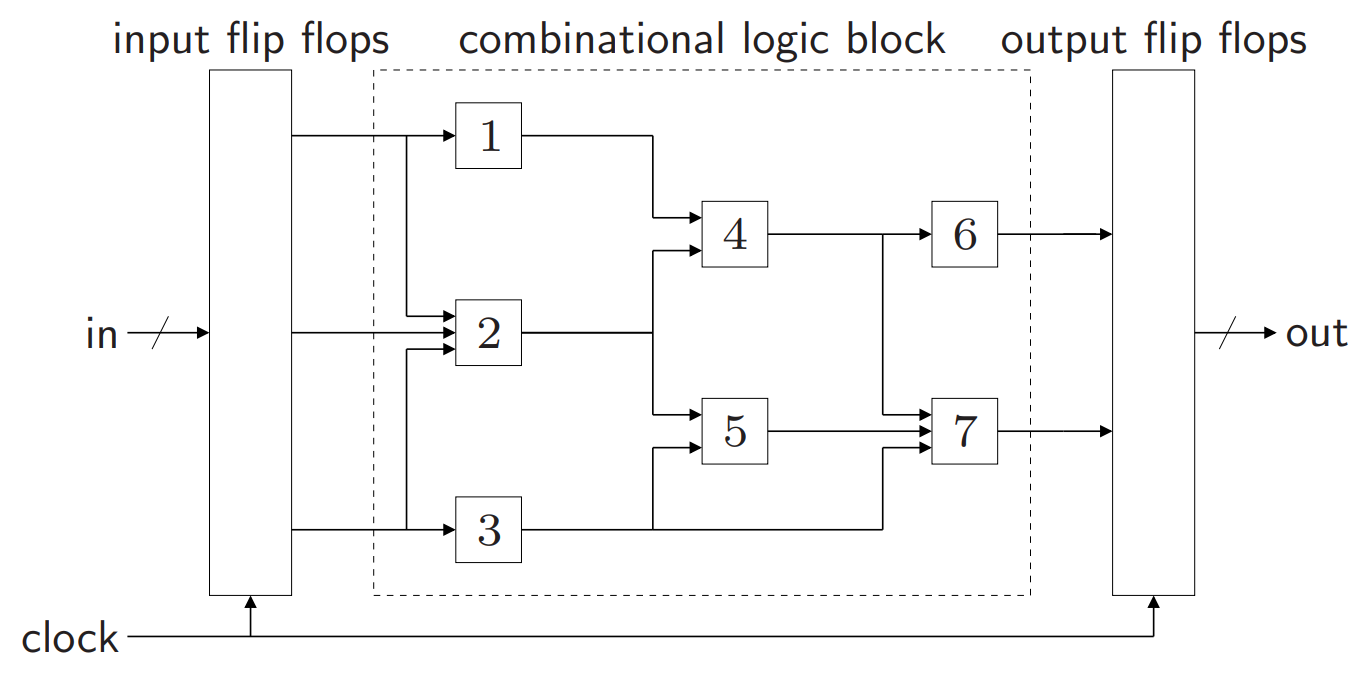 input flip flops
combinational logic block
output flip flops
1
4
6
in
2
out
5
7
3
clock